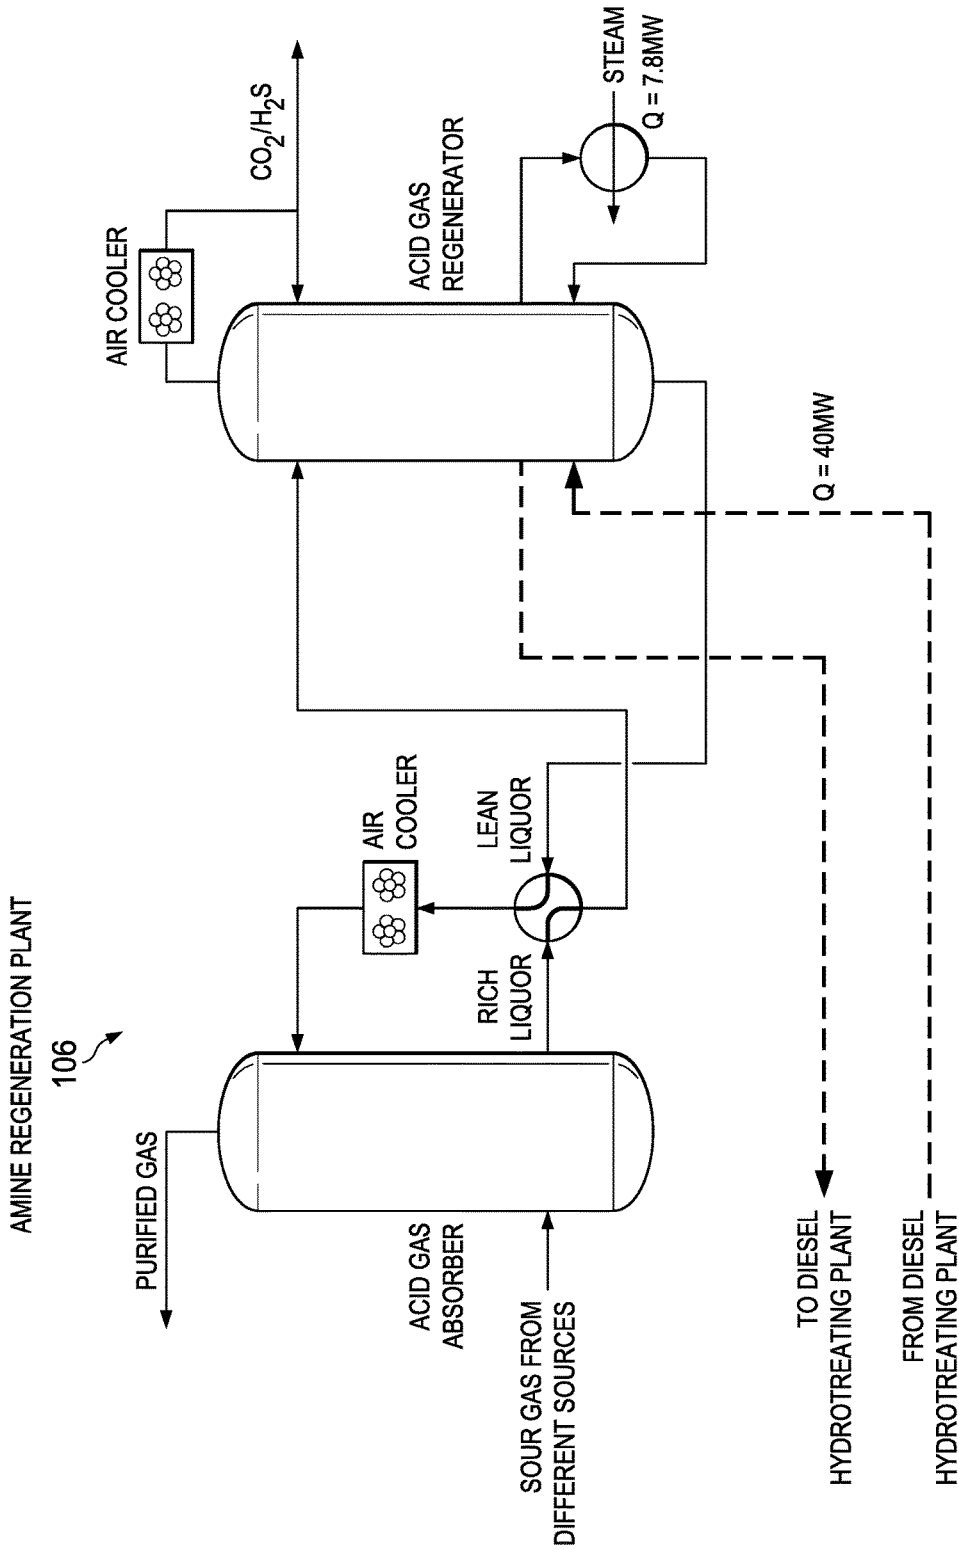 AMINE REGENERATION PLANT
106
PURIFIED GAS
AIR COOLER
CO2/H2S
ACID GAS
ABSORBER
AIR
COOLER
ACID GAS
REGENERATOR
SOUR GAS FROM
DIFFERENT SOURCES
RICH
LIQUOR
LEAN
LIQUOR
STEAM
Q = 7.8MW
TO DIESEL
HYDROTREATING PLANT
Q = 40MW
FROM DIESEL
HYDROTREATING PLANT